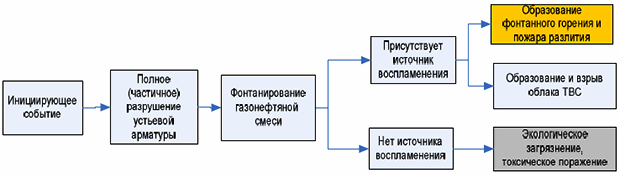 Инициирующее
событие
Полное
(частичное)
разрушение
устьевой
арматуры
Фонтанирование
газонефтяной
смеси
Присутствует
источник
воспламенения
Образование
фонтанного горения и
пожара разлития
Образование и взрыв
облака ТВС
Нет источника
воспламенения
Экологическое
загрязнение,
токсическое поражение